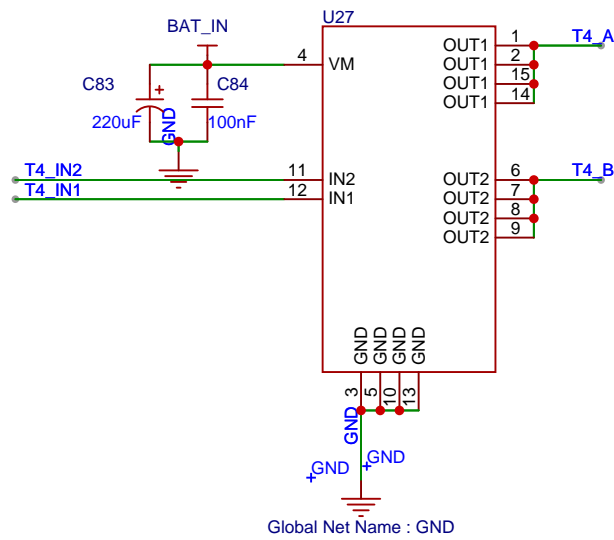 U27
BAT_IN
4 VM
C83
C84
220uF
GND
100nF
T4_IN2 11 IN2
T4_IN1 12 IN1
OUT1 1 T4_A
OUT1 2
OUT1 15
OUT1 14
OUT2 6 T4_B
OUT2 7
OUT2 8
OUT2 9
GND GND GND GND
3 5 10 13
GND
GND GND
Global Net Name : GND